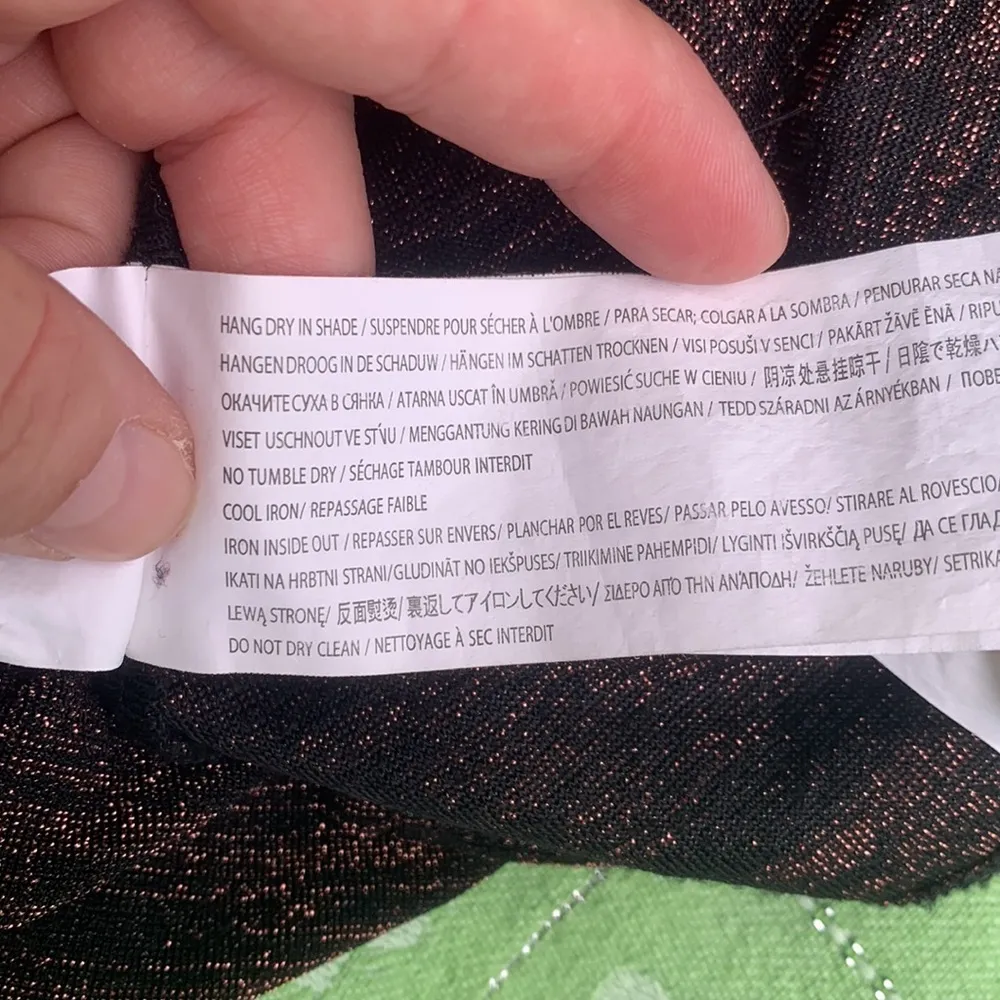 HANG DRY IN SHADE / SUSPENDRE POUR SÉCHER À L'OMBRE / PARA SECAR; COLGAR A LA SOMBRA / PENDURAR SECA
HANGEN DROOG IN DE SCHADUW / HÄNGEN IM SCHATTEN TROCKNEN / VISI POSUŠI V SENCI / PAKĀRT ŽĀVĒ ĒNĀ /
ОКАЧИТЕ СУХА В СЯНКА / ATARNA USCAT ÎN UMBRĂ / POWIESIĆ SUCHE W CIENIU / 阴凉处悬挂晾干 / 日陰で乾燥ハ
VISET USCHNOUT VE STÍNU / MENGGANTUNG KERING DI BAWAH NAUNGAN / TEDD SZÁRADNI AZ ÁRNYÉKBAN /
NO TUMBLE DRY / SÉCHAGE TAMBOUR INTERDIT
COOL IRON/ REPASSAGE FAIBLE
IRON INSIDE OUT / REPASSER SUR ENVERS/ PLANCHAR POR EL REVES/ PASSAR PELO AVESSO/ STIRARE AL ROVESCIO/
IKATI NA HRBTNI STRANI/GLUDINĀT NO IEKŠPUSES/ TRIIKIMINE PAHEMPIDI/ LYGINTI IŠVIRKŠČIĄ PUSĘ/ ДА СЕ
LEWĄ STRONĘ/ 反面熨烫/ 裏返してアイロンしてください/ ΣΙΔΕΡΟ ΑΠΌ ΤΗΝ ΑΝΆΠΟΔΗ/ ŽEHLETE NARUBY/
DO NOT DRY CLEAN / NETTOYAGE À SEC INTERDIT